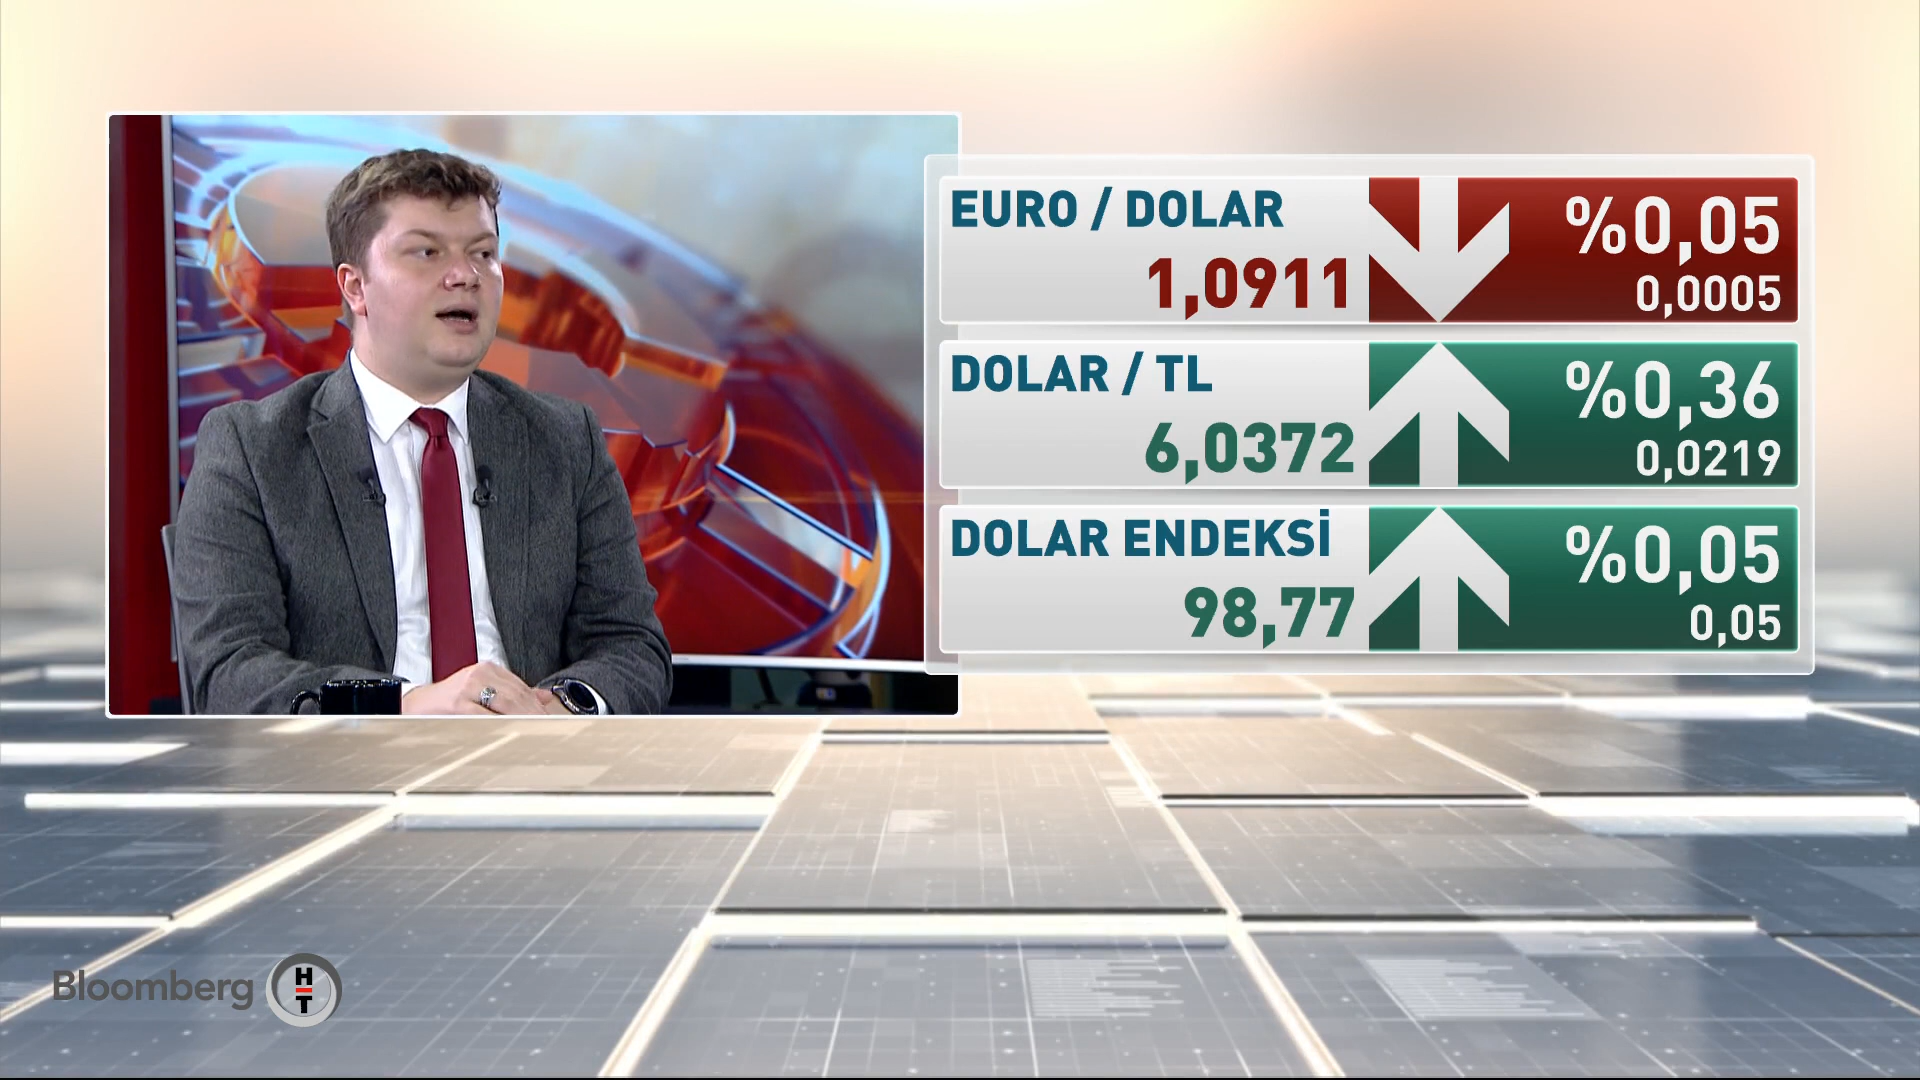 EURO / DOLAR
1,0911
%0,05
0,0005
DOLAR / TL
6,0372
%0,36
0,0219
DOLAR ENDEKSİ
98,77
%0,05
0,05
Bloomberg HT